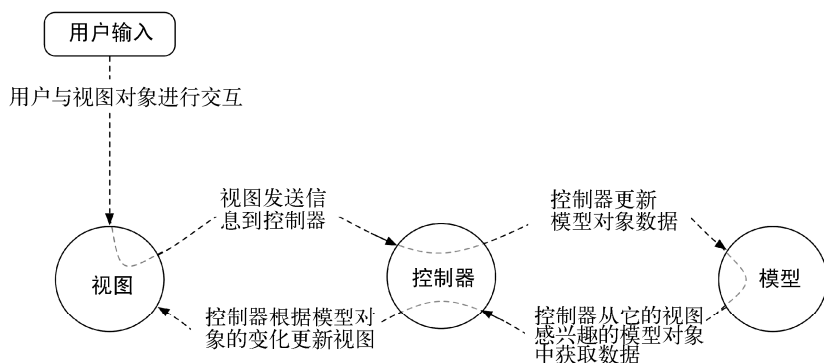 用户输入
用户与视图对象进行交互
视图发送信
息到控制器
控制器更新
模型对象数据
视图
控制器
模型
控制器根据模型对
象的变化更新视图
控制器从它的视图
感兴趣的模型对象
中获取数据